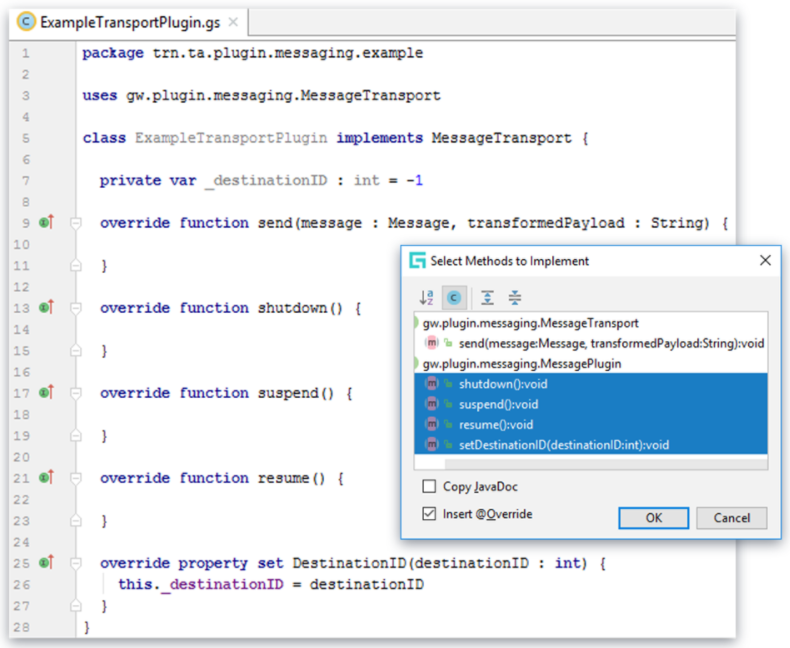 ExampleTransportPlugin.gs
1 package trn.ta.plugin.messaging.example
2
3 uses gw.plugin.messaging.MessageTransport
4
5 class ExampleTransportPlugin implements MessageTransport {
6
7 private var _destinationID : int = -1
8
9 override function send(message : Message, transformedPayload : String) {
10
11 }
12
13 override function shutdown() {
14
15 }
16
17 override function suspend() {
18
19 }
20
21 override function resume() {
22
23 }
24
25 override property set DestinationID(destinationID : int) {
26 this._destinationID = destinationID
27 }
28 }
Select Methods to Implement
gw.plugin.messaging.MessageTransport
send(message:Message, transformedPayload:String):void
gw.plugin.messaging.MessagePlugin
shutdown():void
suspend():void
resume():void
setDestinationID(destinationID:int):void
Copy JavaDoc
Insert @Override
OK Cancel